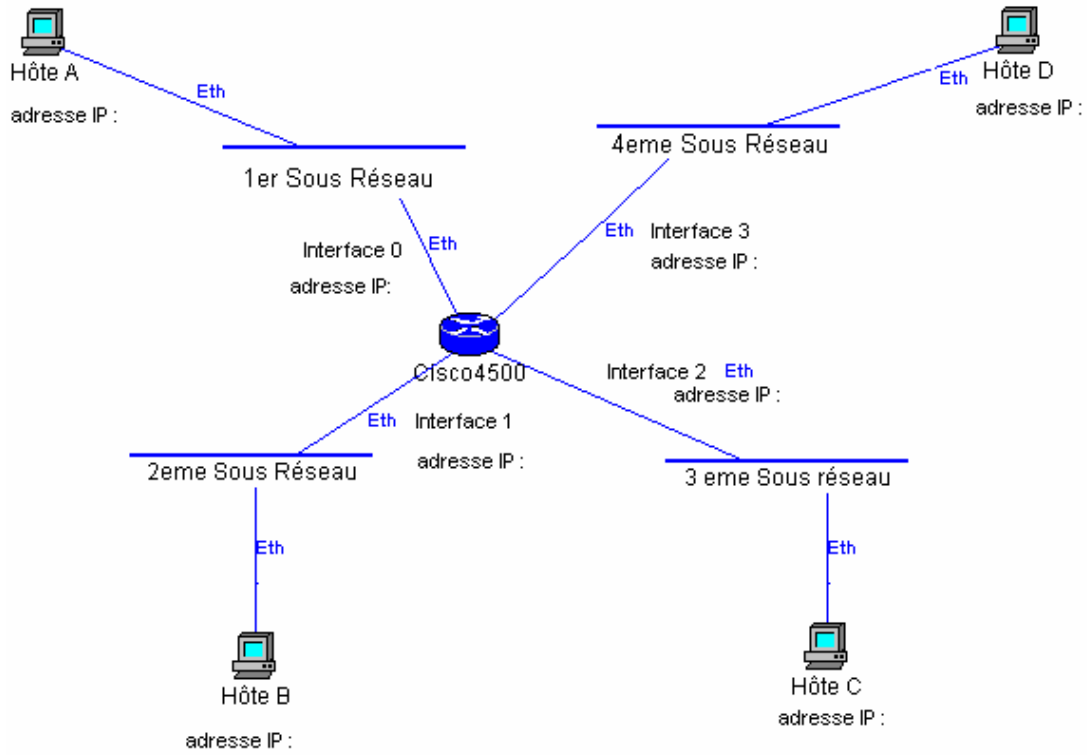 Hôte A
adresse IP :
Eth
1er Sous Réseau
Hôte D
adresse IP :
Eth
4eme Sous Réseau
Interface 0
Eth
adresse IP:
Eth
Interface 3
adresse IP :
CIsco4500
Eth
Interface 1
adresse IP :
Interface 2
Eth
adresse IP :
2eme Sous Réseau
Eth
Hôte B
adresse IP :
3 eme Sous réseau
Eth
Hôte C
adresse IP :